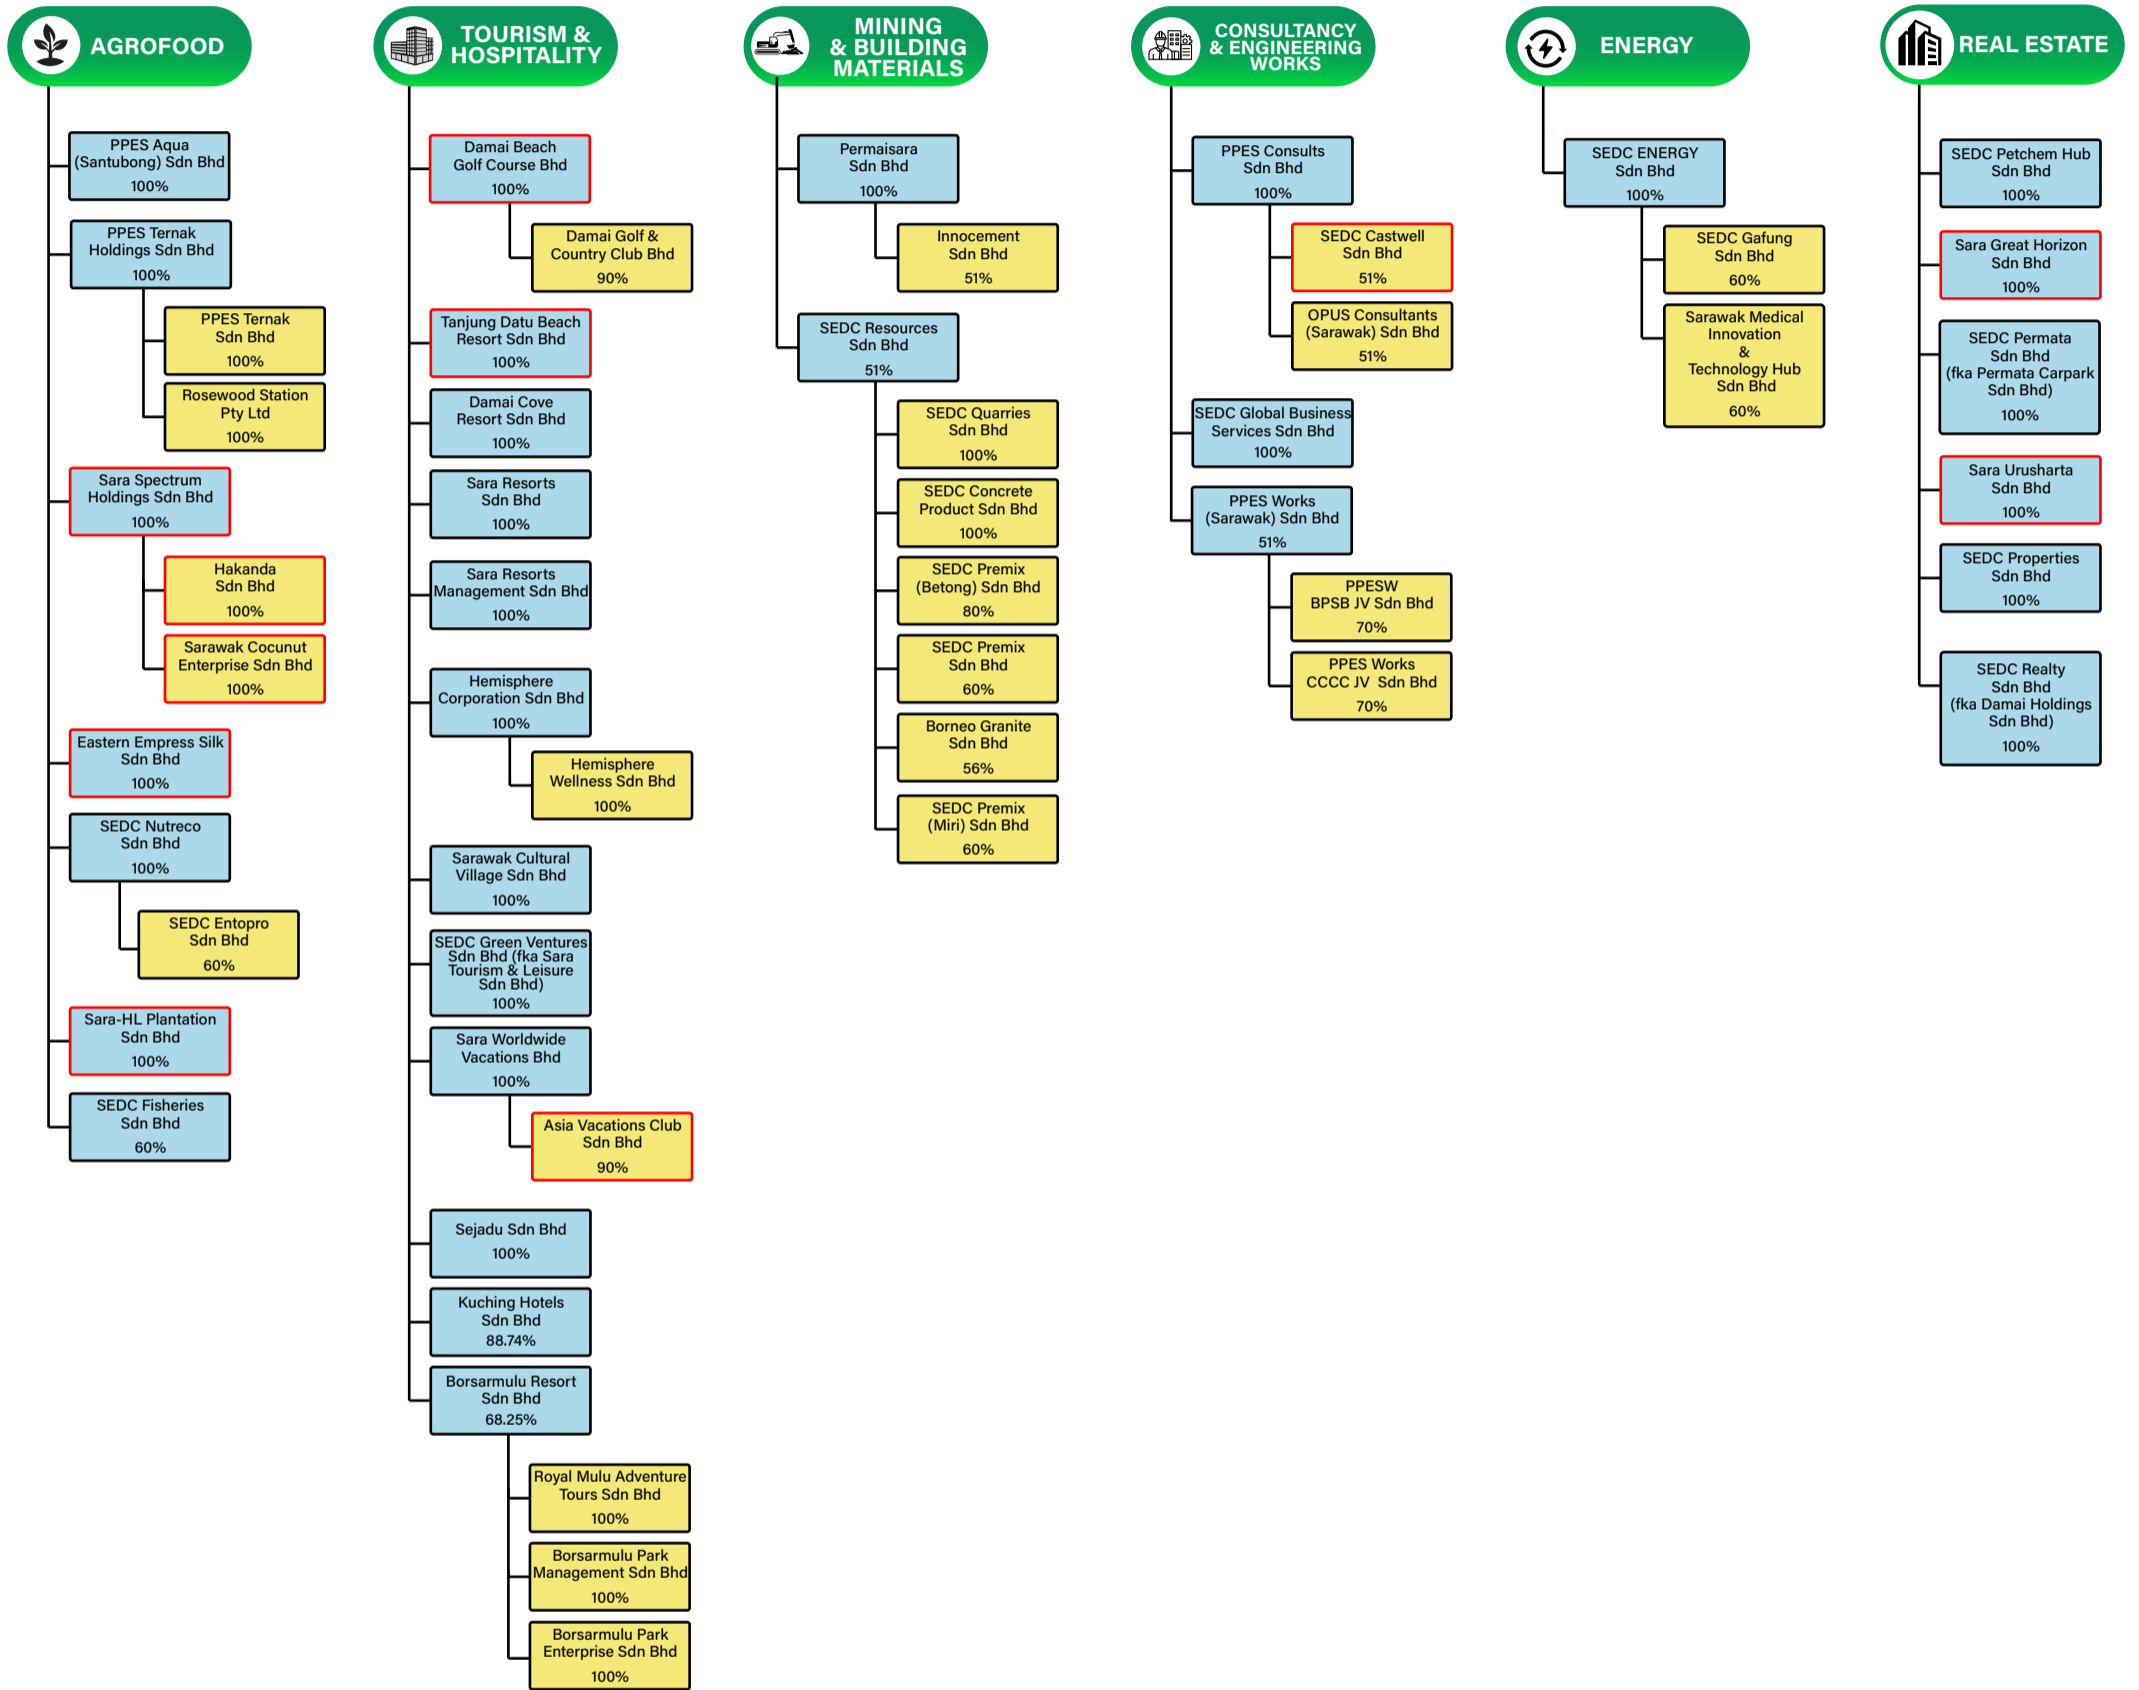 AGROFOOD
PPES Aqua
(Santubong) Sdn Bhd
100%
PPES Ternak
Holdings Sdn Bhd
100%
PPES Ternak
Sdn Bhd
100%
Rosewood Station
Pty Ltd
100%
Sara Spectrum
Holdings Sdn Bhd
100%
Hakanda
Sdn Bhd
100%
Sarawak Cocunut
Enterprise Sdn Bhd
100%
Eastern Empress Silk
Sdn Bhd
100%
SEDC Nutreco
Sdn Bhd
100%
SEDC Entopro
Sdn Bhd
60%
Sara-HL Plantation
Sdn Bhd
100%
SEDC Fisheries
Sdn Bhd
60%
TOURISM &
HOSPITALITY
Damai Beach
Golf Course Bhd
100%
Damai Golf &
Country Club Bhd
90%
Tanjung Datu Beach
Resort Sdn Bhd
100%
Damai Cove
Resort Sdn Bhd
100%
Sara Resorts
Sdn Bhd
100%
Sara Resorts
Management Sdn Bhd
100%
Hemisphere
Corporation Sdn Bhd
100%
Hemisphere
Wellness Sdn Bhd
100%
Sarawak Cultural
Village Sdn Bhd
100%
SEDC Green Ventures
Sdn Bhd (fka Sara
Tourism & Leisure
Sdn Bhd)
100%
Sara Worldwide
Vacations Bhd
100%
Asia Vacations Club
Sdn Bhd
90%
Sejadu Sdn Bhd
100%
Kuching Hotels
Sdn Bhd
88.74%
Borsarmulu Resort
Sdn Bhd
68.25%
Royal Mulu Adventure
Tours Sdn Bhd
100%
Borsarmulu Park
Management Sdn Bhd
100%
Borsarmulu Park
Enterprise Sdn Bhd
100%
MINING
& BUILDING
MATERIALS
Permaisara
Sdn Bhd
100%
Innocement
Sdn Bhd
51%
SEDC Resources
Sdn Bhd
51%
SEDC Quarries
Sdn Bhd
100%
SEDC Concrete
Product Sdn Bhd
100%
SEDC Premix
(Betong) Sdn Bhd
80%
SEDC Premix
Sdn Bhd
60%
Borneo Granite
Sdn Bhd
56%
SEDC Premix
(Miri) Sdn Bhd
60%
CONSULTANCY
& ENGINEERING
WORKS
PPES Consults
Sdn Bhd
100%
SEDC Castwell
Sdn Bhd
51%
OPUS Consultants
(Sarawak) Sdn Bhd
51%
SEDC Global Business
Services Sdn Bhd
100%
PPES Works
(Sarawak) Sdn Bhd
51%
PPESW
BPSB JV Sdn Bhd
70%
PPES Works
CCCC JV Sdn Bhd
70%
ENERGY
SEDC ENERGY
Sdn Bhd
100%
SEDC Gafung
Sdn Bhd
60%
Sarawak Medical
Innovation
&
Technology Hub
Sdn Bhd
60%
REAL ESTATE
SEDC Petchem Hub
Sdn Bhd
100%
Sara Great Horizon
Sdn Bhd
100%
SEDC Permata
Sdn Bhd
(fka Permata Carpark
Sdn Bhd)
100%
Sara Urusharta
Sdn Bhd
100%
SEDC Properties
Sdn Bhd
100%
SEDC Realty
Sdn Bhd
(fka Damai Holdings
Sdn Bhd)
100%